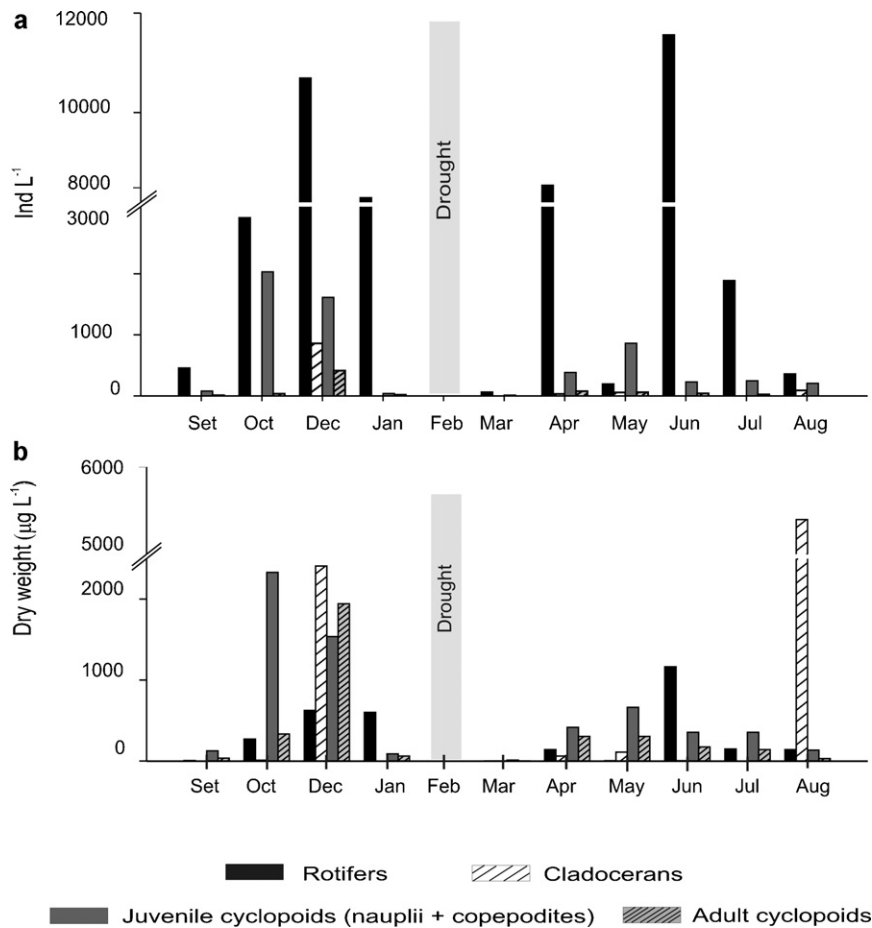 a
12000
10000
8000
3000
1000
0
Ind L⁻¹
Drought
Set Oct Dec Jan Feb Mar Apr May Jun Jul Aug
b
6000
5000
2000
1000
0
Dry weight (µg L⁻¹)
Drought
Set Oct Dec Jan Feb Mar Apr May Jun Jul Aug
Rotifers Cladocerans
Juvenile cyclopoids (nauplii + copepodites) Adult cyclopoids